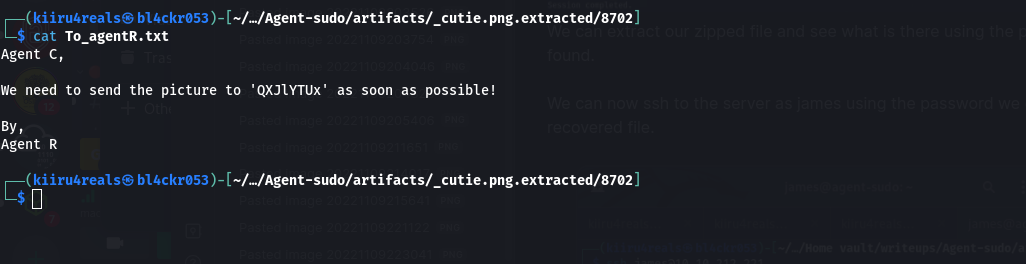 ┌──(kiiru4reals㉿bl4ckr053)-[~/…/Agent-sudo/artifacts/_cutie.png.extracted/8702]
└─$ cat To_agentR.txt
Agent C,
We need to send the picture to 'QXJlYTUx' as soon as possible!
By,
Agent R
┌──(kiiru4reals㉿bl4ckr053)-[~/…/Agent-sudo/artifacts/_cutie.png.extracted/8702]
└─$
We can extract our zipped file and see what is there using the p
found.
We can now ssh to the server as james using the password we
recovered file.